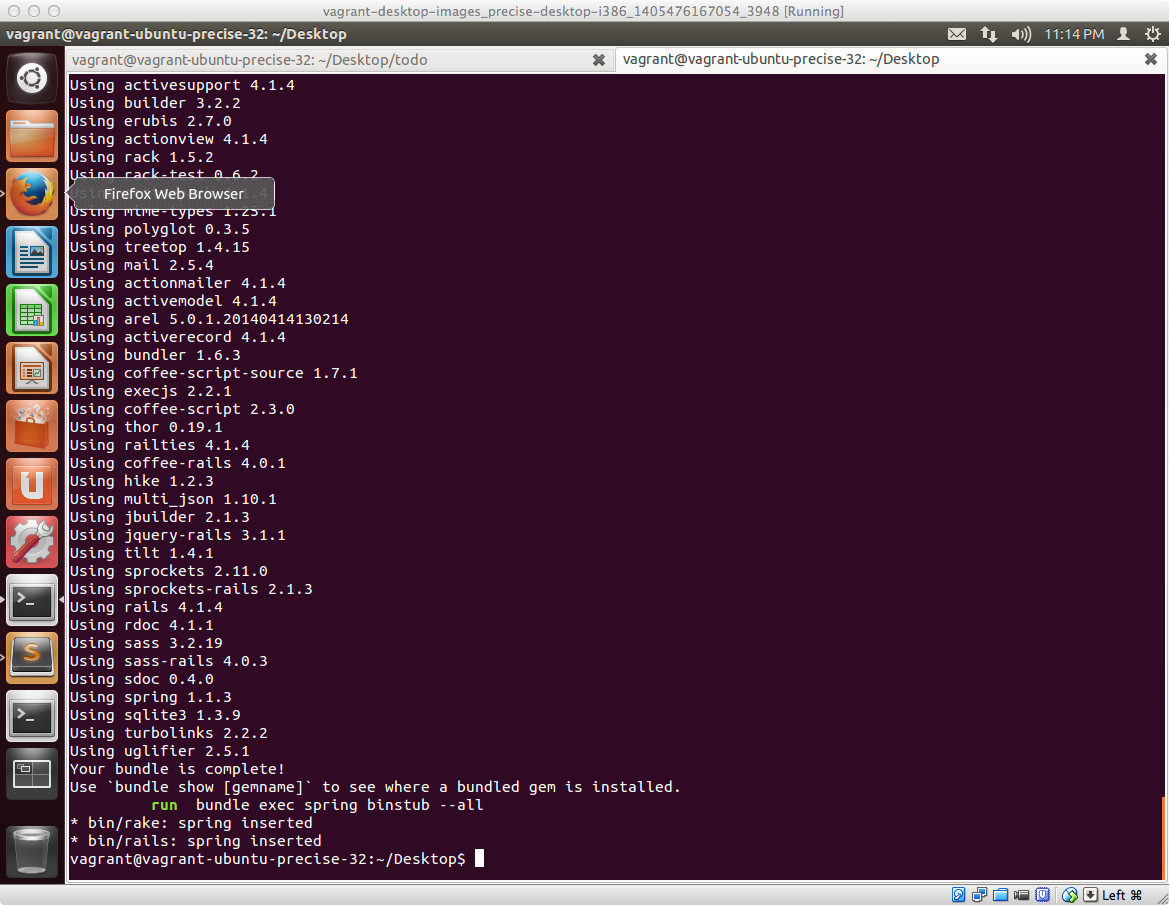 vagrant-desktop-images_precise-desktop-i386_1405476167054_3948 [Running]
vagrant@vagrant-ubuntu-precise-32: ~/Desktop
11:14 PM
vagrant@vagrant-ubuntu-precise-32: ~/Desktop/todo
vagrant@vagrant-ubuntu-precise-32: ~/Desktop
Using activesupport 4.1.4
Using builder 3.2.2
Using erubis 2.7.0
Using actionview 4.1.4
Using rack 1.5.2
Using rack-test 0.6.2
Firefox Web Browser
Using mime-types 1.25.1
Using polyglot 0.3.5
Using treetop 1.4.15
Using mail 2.5.4
Using actionmailer 4.1.4
Using activemodel 4.1.4
Using arel 5.0.1.20140414130214
Using activerecord 4.1.4
Using bundler 1.6.3
Using coffee-script-source 1.7.1
Using execjs 2.2.1
Using coffee-script 2.3.0
Using thor 0.19.1
Using railties 4.1.4
Using coffee-rails 4.0.1
Using hike 1.2.3
Using multi_json 1.10.1
Using jbuilder 2.1.3
Using jquery-rails 3.1.1
Using tilt 1.4.1
Using sprockets 2.11.0
Using sprockets-rails 2.1.3
Using rails 4.1.4
Using rdoc 4.1.1
Using sass 3.2.19
Using sass-rails 4.0.3
Using sdoc 0.4.0
Using spring 1.1.3
Using sqlite3 1.3.9
Using turbolinks 2.2.2
Using uglifier 2.5.1
Your bundle is complete!
Use `bundle show [gemname]` to see where a bundled gem is installed.
run bundle exec spring binstub --all
* bin/rake: spring inserted
* bin/rails: spring inserted
vagrant@vagrant-ubuntu-precise-32:~/Desktop$
Left ⌘